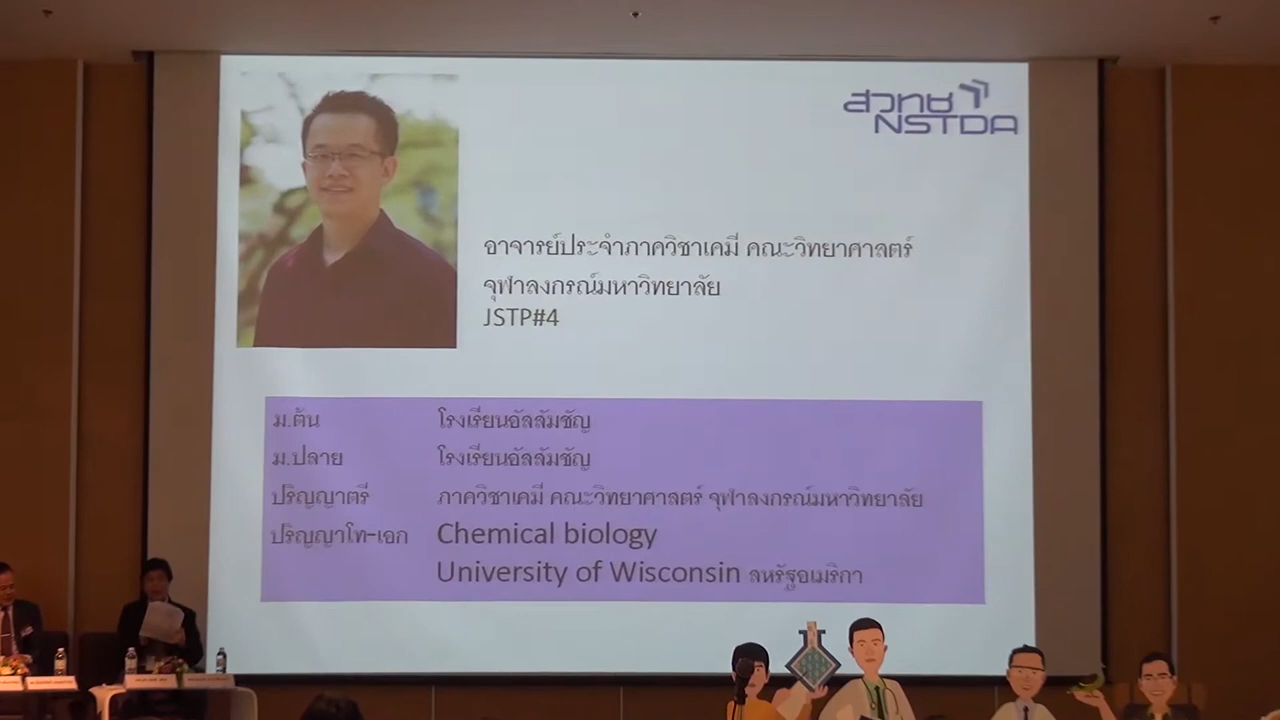 สวทช
NSTDA
อาจารย์ประจำภาควิชาเคมี คณะวิทยาศาสตร์
จุฬาลงกรณ์มหาวิทยาลัย
JSTP#4
ม.ต้น โรงเรียนอัสสัมชัญ
ม.ปลาย โรงเรียนอัสสัมชัญ
ปริญญาตรี ภาควิชาเคมี คณะวิทยาศาสตร์ จุฬาลงกรณ์มหาวิทยาลัย
ปริญญาโท-เอก Chemical biology
University of Wisconsin สหรัฐอเมริกา